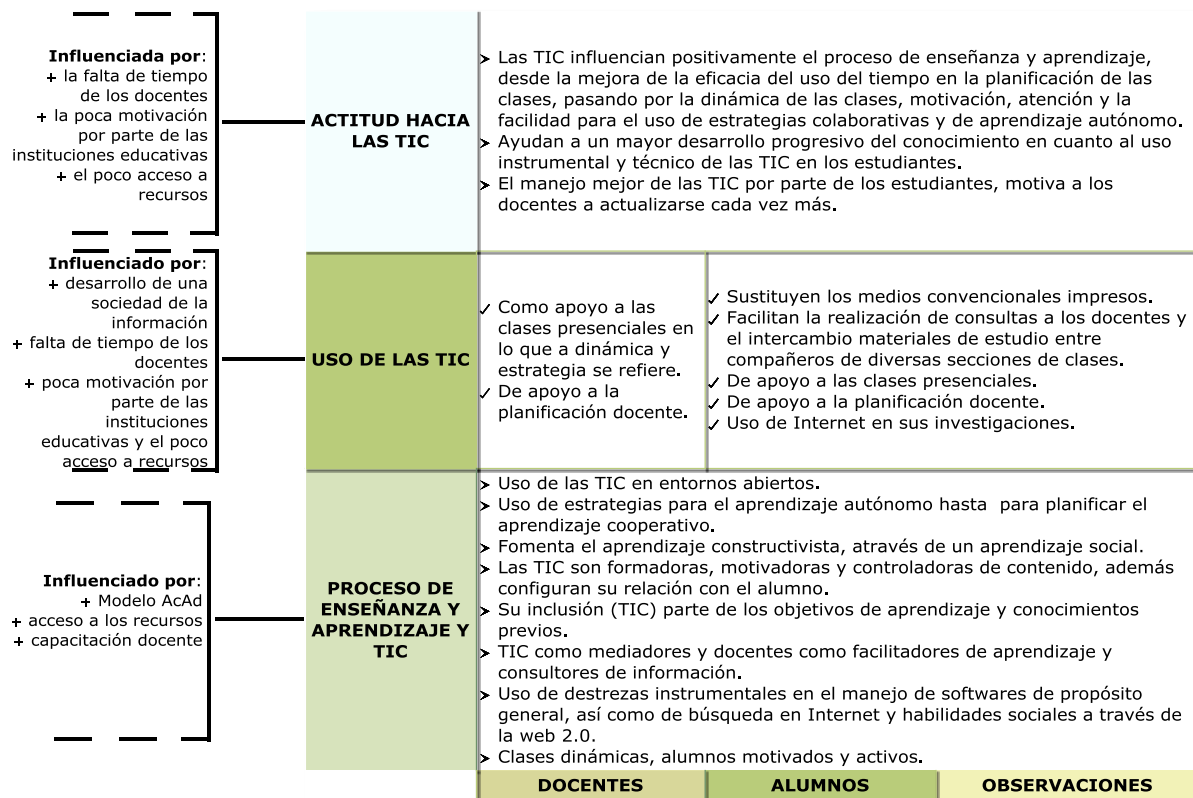 Influenciada por:
+ la falta de tiempo
de los docentes
+ la poca motivación
por parte de las
instituciones educativas
+ el poco acceso a
recursos
ACTITUD HACIA
LAS TIC
➤ Las TIC influencian positivamente el proceso de enseñanza y aprendizaje,
desde la mejora de la eficacia del uso del tiempo en la planificación de las
clases, pasando por la dinámica de las clases, motivación, atención y la
facilidad para el uso de estrategias colaborativas y de aprendizaje autónomo.
➤ Ayudan a un mayor desarrollo progresivo del conocimiento en cuanto al uso
instrumental y técnico de las TIC en los estudiantes.
➤ El manejo mejor de las TIC por parte de los estudiantes, motiva a los
docentes a actualizarse cada vez más.
Influenciado por:
+ desarrollo de una
sociedad de la
información
+ falta de tiempo de los
docentes
+ poca motivación por
parte de las
instituciones
educativas y el poco
acceso a recursos
USO DE LAS TIC
✓ Como apoyo a las
clases presenciales en
lo que a dinámica y
estrategia se refiere.
✓ De apoyo a la
planificación docente.
✓ Sustituyen los medios convencionales impresos.
✓ Facilitan la realización de consultas a los docentes y
el intercambio materiales de estudio entre
compañeros de diversas secciones de clases.
✓ De apoyo a las clases presenciales.
✓ De apoyo a la planificación docente.
✓ Uso de Internet en sus investigaciones.
Influenciado por:
+ Modelo AcAd
+ acceso a los recursos
+ capacitación docente
PROCESO DE
ENSEÑANZA Y
APRENDIZAJE Y
TIC
➤ Uso de las TIC en entornos abiertos.
➤ Uso de estrategias para el aprendizaje autónomo hasta para planificar el
aprendizaje cooperativo.
➤ Fomenta el aprendizaje constructivista, através de un aprendizaje social.
➤ Las TIC son formadoras, motivadoras y controladoras de contenido, además
configuran su relación con el alumno.
➤ Su inclusión (TIC) parte de los objetivos de aprendizaje y conocimientos
previos.
➤ TIC como mediadores y docentes como facilitadores de aprendizaje y
consultores de información.
➤ Uso de destrezas instrumentales en el manejo de softwares de propósito
general, así como de búsqueda en Internet y habilidades sociales a través de
la web 2.0.
➤ Clases dinámicas, alumnos motivados y activos.
DOCENTES ALUMNOS OBSERVACIONES